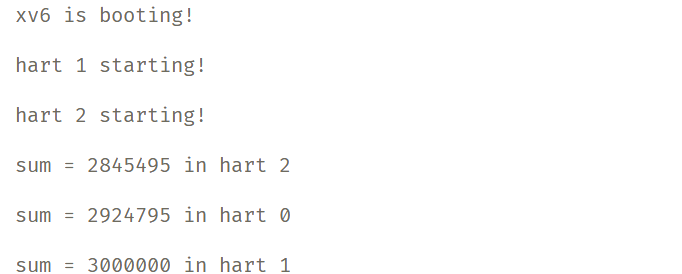 xv6 is booting!
hart 1 starting!
hart 2 starting!
sum = 2845495 in hart 2
sum = 2924795 in hart 0
sum = 3000000 in hart 1